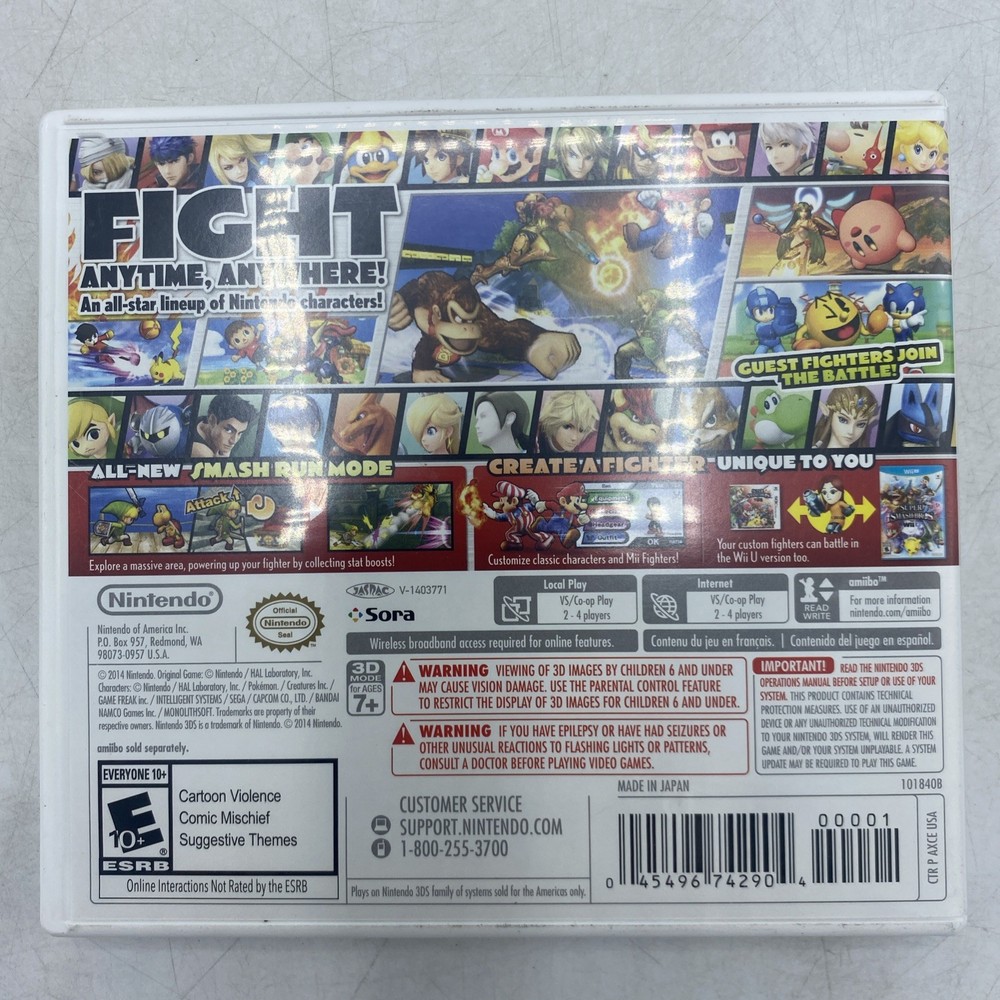 FIGHT
ANYTIME, ANYWHERE!
An all-star lineup of Nintendo characters!
GUEST FIGHTERS JOIN
THE BATTLE!
ALL-NEW SMASH RUN MODE
Attack↑
Explore a massive area, powering up your fighter by collecting stat boosts!
CREATE A FIGHTER UNIQUE TO YOU
OK
Customize classic characters and Mii Fighters!
Your custom fighters can battle in
the Wii U version too.
Nintendo
Nintendo of America Inc.
P.O. Box 957, Redmond, WA
98073-0957 U.S.A.
Official
Nintendo
Seal
JASRAC V-1403771
Sora
Local Play
VS/Co-op Play
2 - 4 players
Internet
VS/Co-op Play
2 - 4 players
READ
WRITE
amiibo™
For more information
nintendo.com/amiibo
Wireless broadband access required for online features.
Contenu du jeu en français. | Contenido del juego en español.
© 2014 Nintendo. Original Game: © Nintendo / HAL Laboratory, Inc.
Characters: © Nintendo / HAL Laboratory, Inc. / Pokémon. / Creatures Inc. /
GAME FREAK inc. / INTELLIGENT SYSTEMS / SEGA / CAPCOM CO., LTD. / BANDAI
NAMCO Games Inc. / MONOLITHSOFT. Trademarks are property of their
respective owners. Nintendo 3DS is a trademark of Nintendo. © 2014 Nintendo.
amiibo sold separately.
3D
MODE
for AGES
7+
WARNING VIEWING OF 3D IMAGES BY CHILDREN 6 AND UNDER
MAY CAUSE VISION DAMAGE. USE THE PARENTAL CONTROL FEATURE
TO RESTRICT THE DISPLAY OF 3D IMAGES FOR CHILDREN 6 AND UNDER.
WARNING IF YOU HAVE EPILEPSY OR HAVE HAD SEIZURES OR
OTHER UNUSUAL REACTIONS TO FLASHING LIGHTS OR PATTERNS,
CONSULT A DOCTOR BEFORE PLAYING VIDEO GAMES.
IMPORTANT! READ THE NINTENDO 3DS
OPERATIONS MANUAL BEFORE SETUP OR USE OF YOUR
SYSTEM. THIS PRODUCT CONTAINS TECHNICAL
PROTECTION MEASURES. USE OF AN UNAUTHORIZED
DEVICE OR ANY UNAUTHORIZED TECHNICAL MODIFICATION
TO YOUR NINTENDO 3DS SYSTEM, WILL RENDER THIS
GAME AND/OR YOUR SYSTEM UNPLAYABLE. A SYSTEM
UPDATE MAY BE REQUIRED TO PLAY THIS GAME.
EVERYONE 10+
E
10+
®
ESRB
Cartoon Violence
Comic Mischief
Suggestive Themes
Online Interactions Not Rated by the ESRB
CUSTOMER SERVICE
SUPPORT.NINTENDO.COM
1-800-255-3700
Plays on Nintendo 3DS family of systems sold for the Americas only.
MADE IN JAPAN
101840B
00001
0 45496 74290 4
CTR P AXCE USA